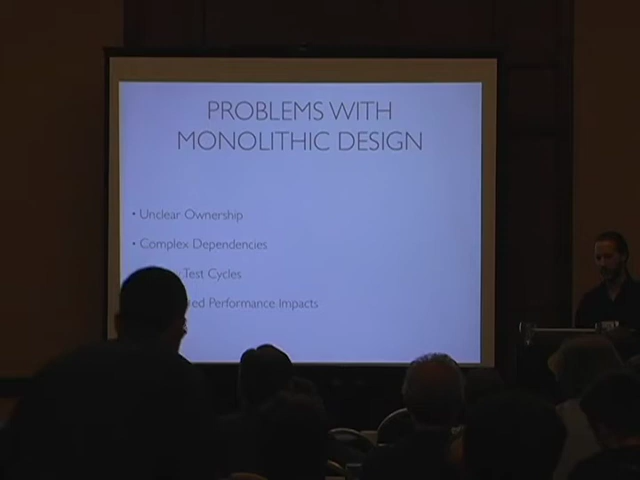 PROBLEMS WITH
MONOLITHIC DESIGN
• Unclear Ownership
• Complex Dependencies
Test Cycles
Performance Impacts